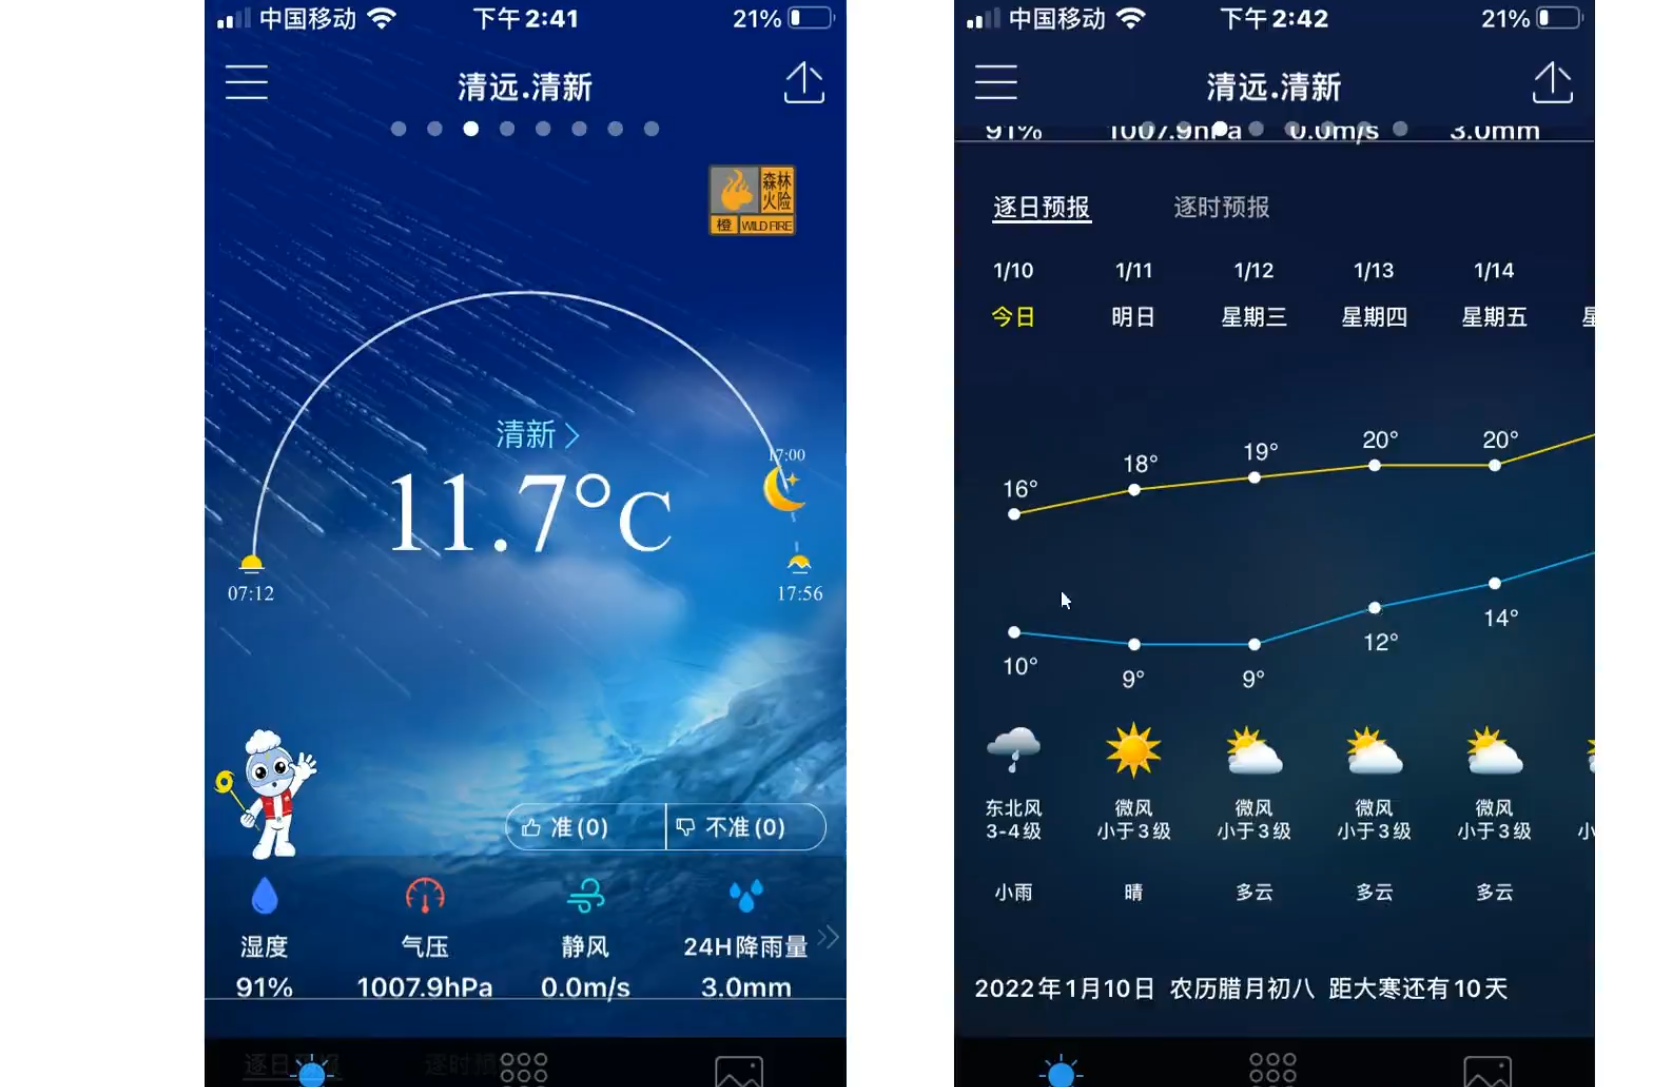 中国移动 下午2:41 21%
清远.清新
森林火险
橙 WILD FIRE
清新
17:00
11.7°C
07:12 17:56
准(0) 不准(0)
湿度 气压 静风 24H降雨量
91% 1007.9hPa 0.0m/s 3.0mm
逐日预报 逐时预
中国移动 下午2:42 21%
清远.清新
91% 1007.9hPa 0.0m/s 3.0mm
逐日预报 逐时预报
1/10 1/11 1/12 1/13 1/14
今日 明日 星期三 星期四 星期五
16° 18° 19° 20° 20°
10° 9° 9° 12° 14°
东北风 微风 微风 微风 微风
3-4级 小于3级 小于3级 小于3级 小于3级
小雨 晴 多云 多云 多云
2022年1月10日 农历腊月初八 距大寒还有10天